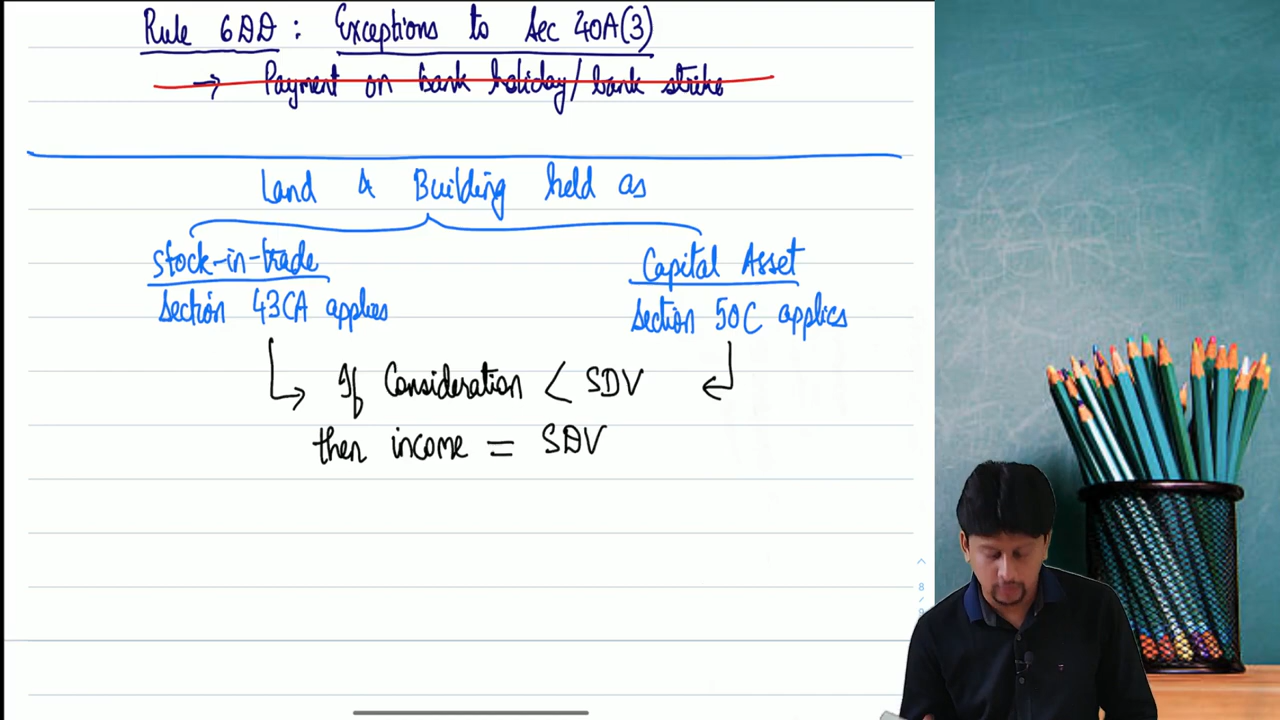 Rule 6DD : Exceptions to Sec 40A(3)
→ Payment on bank holiday/bank strike
Land & Building held as
Stock-in-trade
Section 43CA applies
Capital Asset
Section 50C applies
If Consideration < SDV
then income = SDV
8